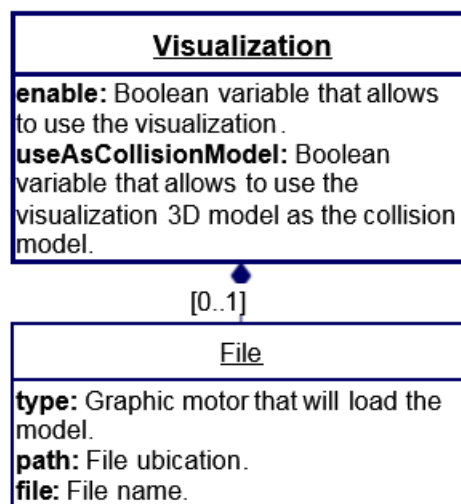 Visualization
enable: Boolean variable that allows
to use the visualization.
useAsCollisionModel: Boolean
variable that allows to use the
visualization 3D model as the collision
model.
[0..1]
File
type: Graphic motor that will load the
model.
path: File ubication.
file: File name.